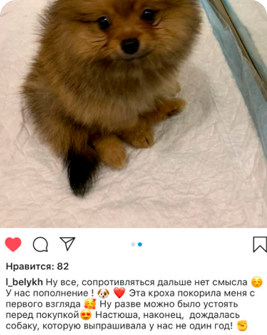 Нравится: 82
l_belykh Ну все, сопротивляться дальше нет смысла ☺️
У нас пополнение ! 🐶 ❤️ Эта кроха покорила меня с
первого взгляда 🥰 Ну разве можно было устоять
перед покупкой😍 Настюша, наконец, дождалась
собаку, которую выпрашивала у нас не один год! ✊